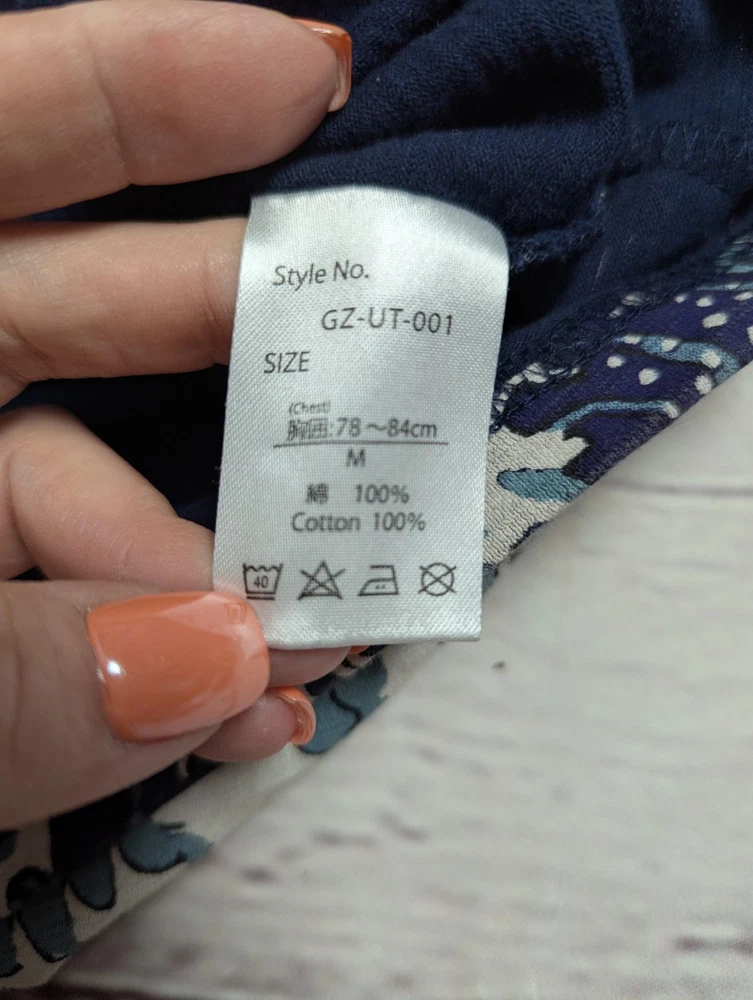 Style No.
GZ-UT-001
SIZE
(Chest)
胸囲:78～84cm
M
綿 100%
Cotton 100%
40